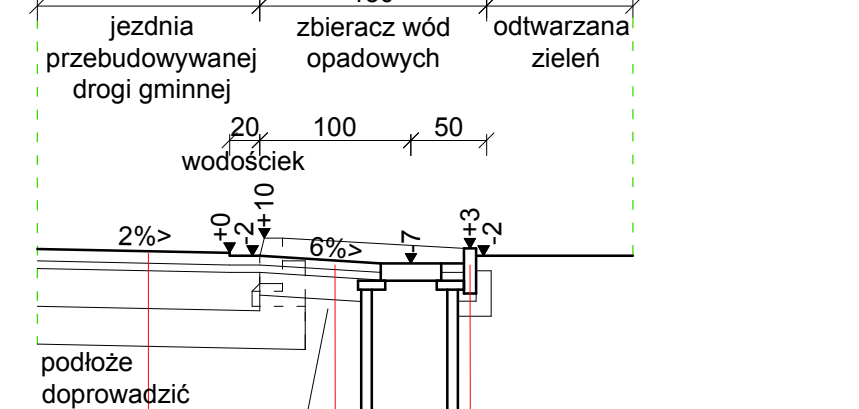 jezdnia
przebudowywanej
drogi gminnej
zbieracz wód
opadowych
odtwarzana
zieleń
20
100
50
wodościek
2%>
+0
-2
+10
6%>
-7
+3
-2
podłoże
doprowadzić